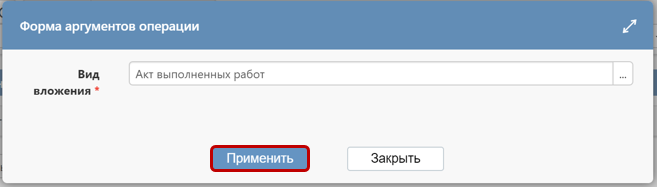 Форма аргументов операции
Вид
вложения *
Акт выполненных работ
...
Применить
Закрыть